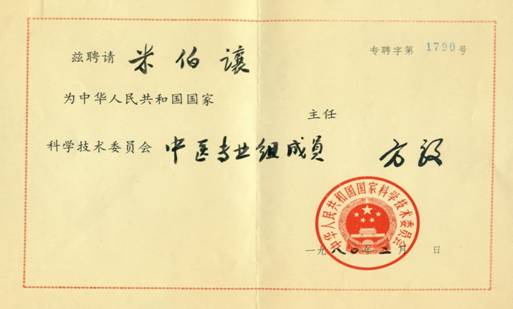 专聘字第 1790 号
兹聘请 米伯让
为中华人民共和国国家
科学技术委员会 中医专业组成员
主任 方毅
中华人民共和国国家科学技术委员会
一九八〇年二月 日